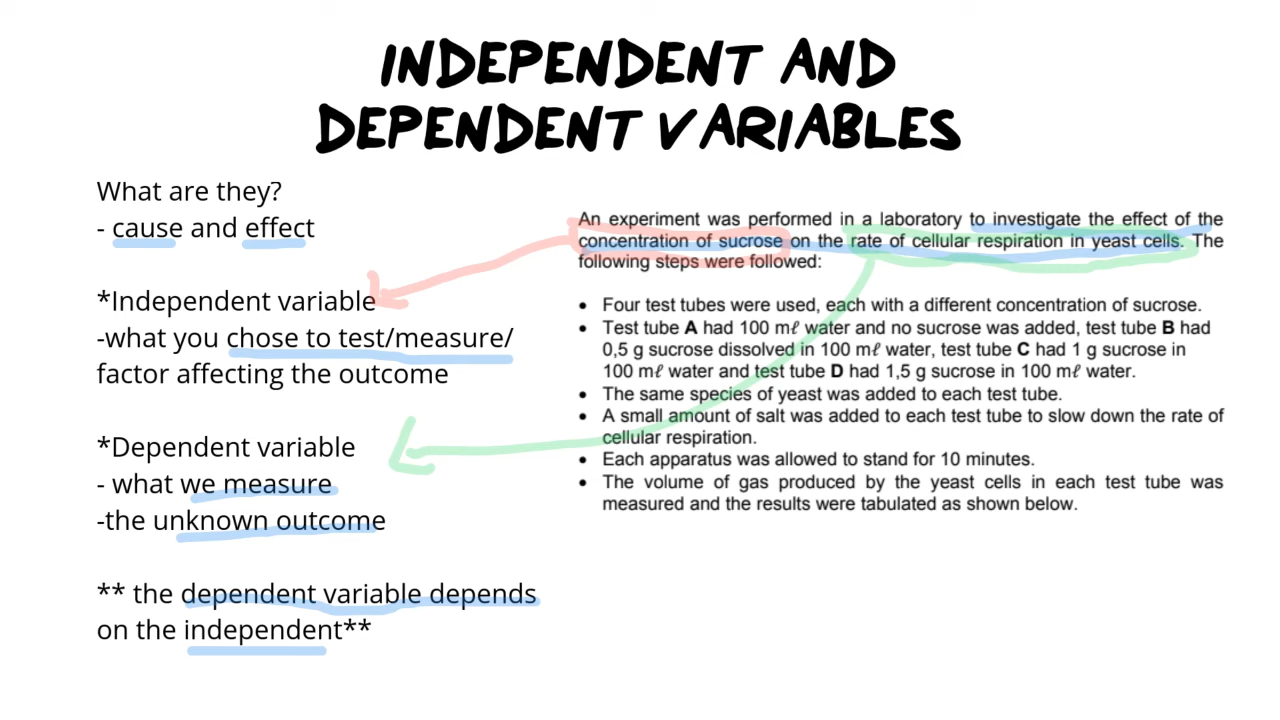 INDEPENDENT AND
DEPENDENT VARIABLES
What are they?
- cause and effect
*Independent variable
-what you chose to test/measure/
factor affecting the outcome
*Dependent variable
- what we measure
-the unknown outcome
** the dependent variable depends
on the independent**
An experiment was performed in a laboratory to investigate the effect of the
concentration of sucrose on the rate of cellular respiration in yeast cells. The
following steps were followed:
• Four test tubes were used, each with a different concentration of sucrose.
• Test tube A had 100 mℓ water and no sucrose was added, test tube B had
0,5 g sucrose dissolved in 100 mℓ water, test tube C had 1 g sucrose in
100 mℓ water and test tube D had 1,5 g sucrose in 100 mℓ water.
• The same species of yeast was added to each test tube.
• A small amount of salt was added to each test tube to slow down the rate of
cellular respiration.
• Each apparatus was allowed to stand for 10 minutes.
• The volume of gas produced by the yeast cells in each test tube was
measured and the results were tabulated as shown below.